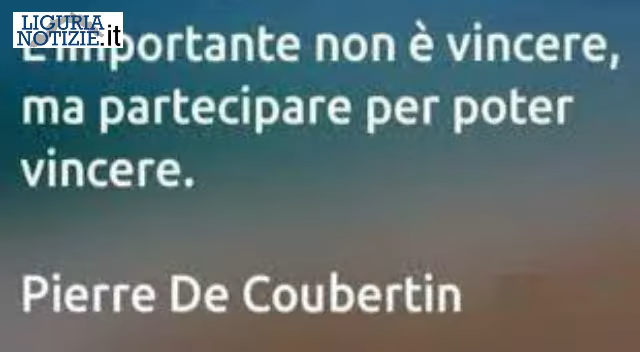 LIGURIA
NOTIZIE.it
L'importante non è vincere,
ma partecipare per poter
vincere.
Pierre De Coubertin